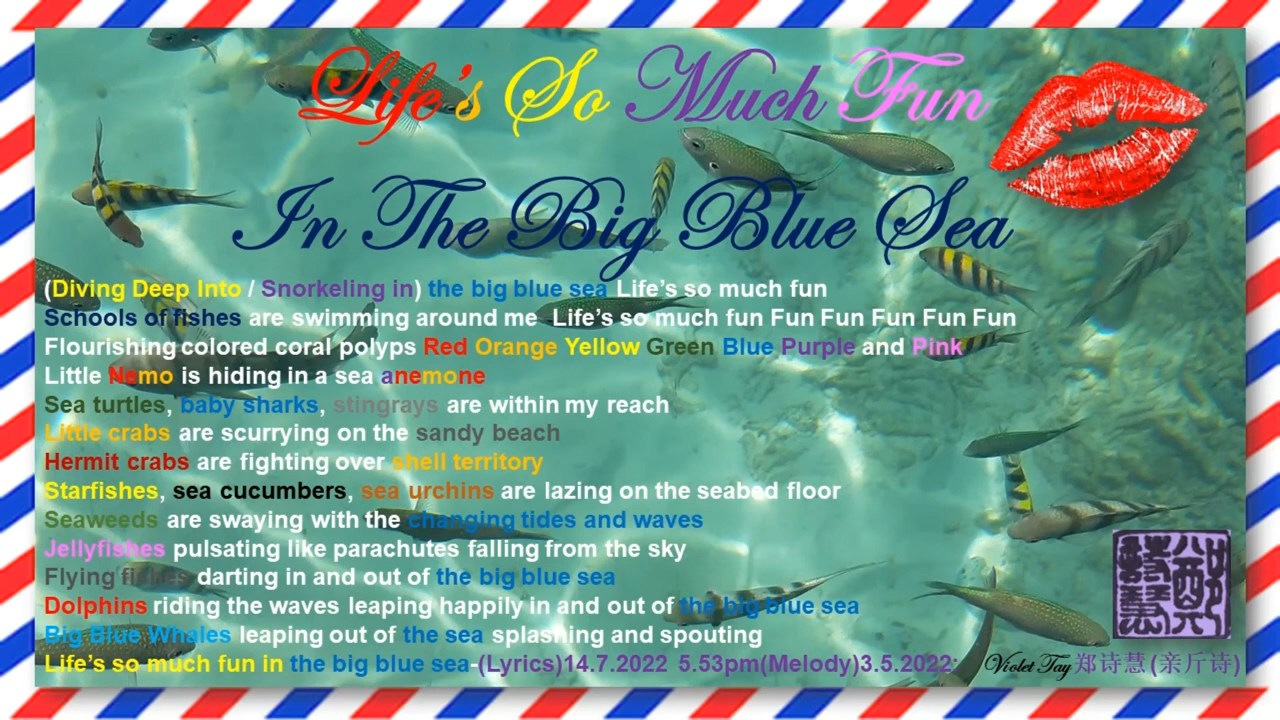 Life's So Much Fun
In The Big Blue Sea
(Diving Deep Into / Snorkeling in) the big blue sea Life's so much fun
Schools of fishes are swimming around me Life's so much fun Fun Fun Fun Fun Fun
Flourishing colored coral polyps Red Orange Yellow Green Blue Purple and Pink
Little Nemo is hiding in a sea anemone
Sea turtles, baby sharks, stingrays are within my reach
Little crabs are scurrying on the sandy beach
Hermit crabs are fighting over shell territory
Starfishes, sea cucumbers, sea urchins are lazing on the seabed floor
Seaweeds are swaying with the changing tides and waves
Jellyfishes pulsating like parachutes falling from the sky
Flying fishes darting in and out of the big blue sea
Dolphins riding the waves leaping happily in and out of the big blue sea
Big Blue Whales leaping out of the sea splashing and spouting
Life's so much fun in the big blue sea-(Lyrics)14.7.2022 5.53pm(Melody)3.5.2022; Violet Tay 郑诗慧(亲斤诗)